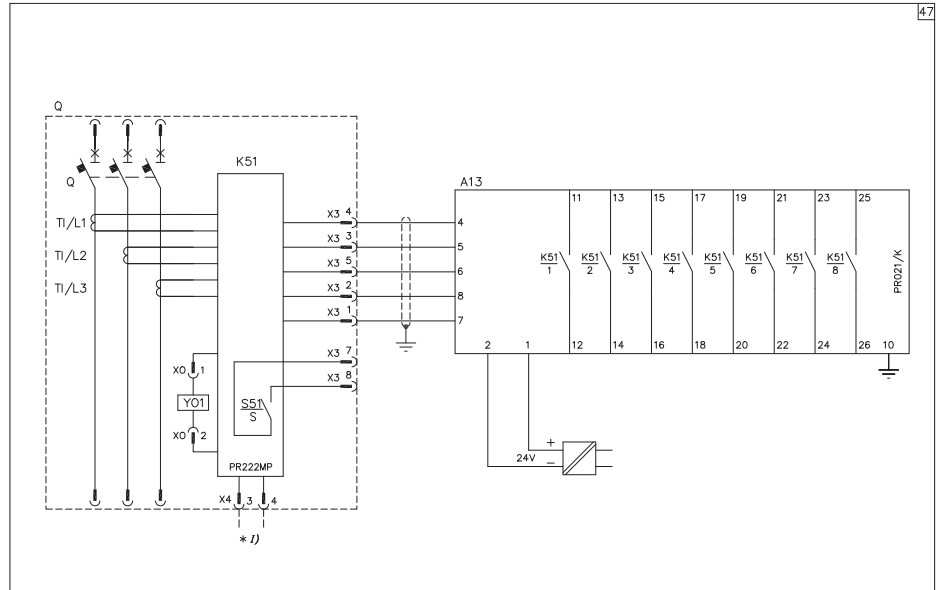 47
Q
Q
K51
TI/L1
TI/L2
TI/L3
X3 4
X3 3
X3 5
X3 2
X3 1
X3 7
X3 8
X0 1
YO1
X0 2
S51
S
PR222MP
X4 3 4
* 1)
A13
4
5
6
8
7
11 13 15 17 19 21 23 25
K51 K51 K51 K51 K51 K51 K51 K51
1 2 3 4 5 6 7 8
PR021/K
2 1 12 14 16 18 20 22 24 26 10
+
24V
−